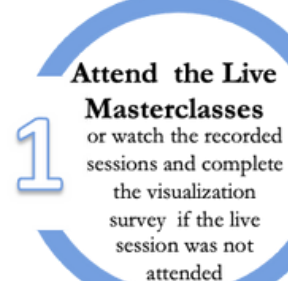 1
Attend the Live
Masterclasses
or watch the recorded
sessions and complete
the visualization
survey if the live
session was not
attended